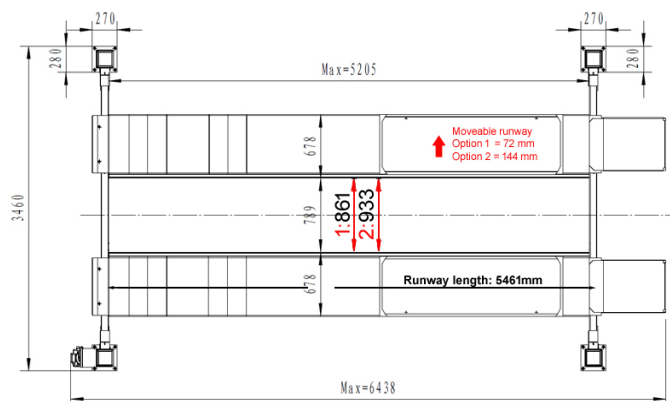 270
270
280
280
Max=5205
678
Moveable runway
Option 1 = 72 mm
Option 2 = 144 mm
3460
789
1:861
2:933
678
Runway length: 5461mm
Max=6438